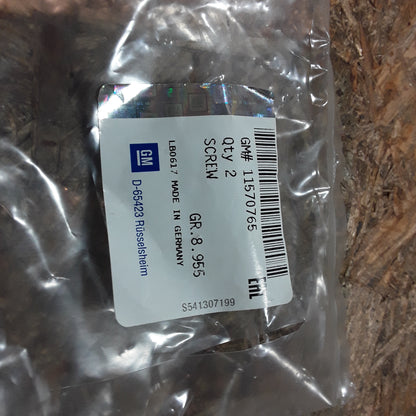 GM# 11570765
Qty 2
SCREW
GR.8.955
LB0617 MADE IN GERMANY
GM
D-65423 Rüsselsheim
S541307199